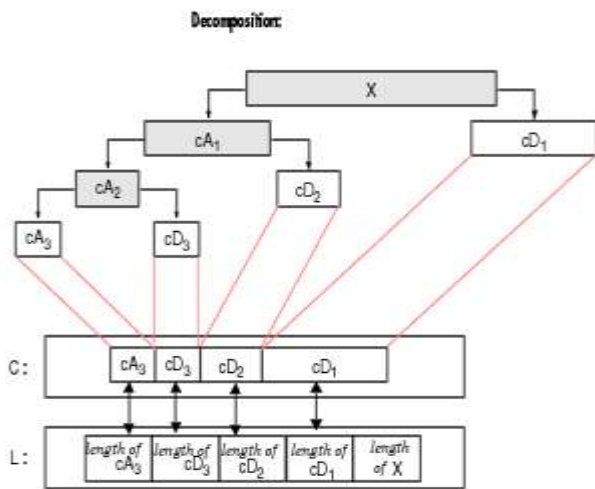 Decomposition:
X
cA₁ cD₁
cA₂ cD₂
cA₃ cD₃
C: cA₃ cD₃ cD₂ cD₁
L: length of cA₃ length of cD₃ length of cD₂ length of cD₁ length of X